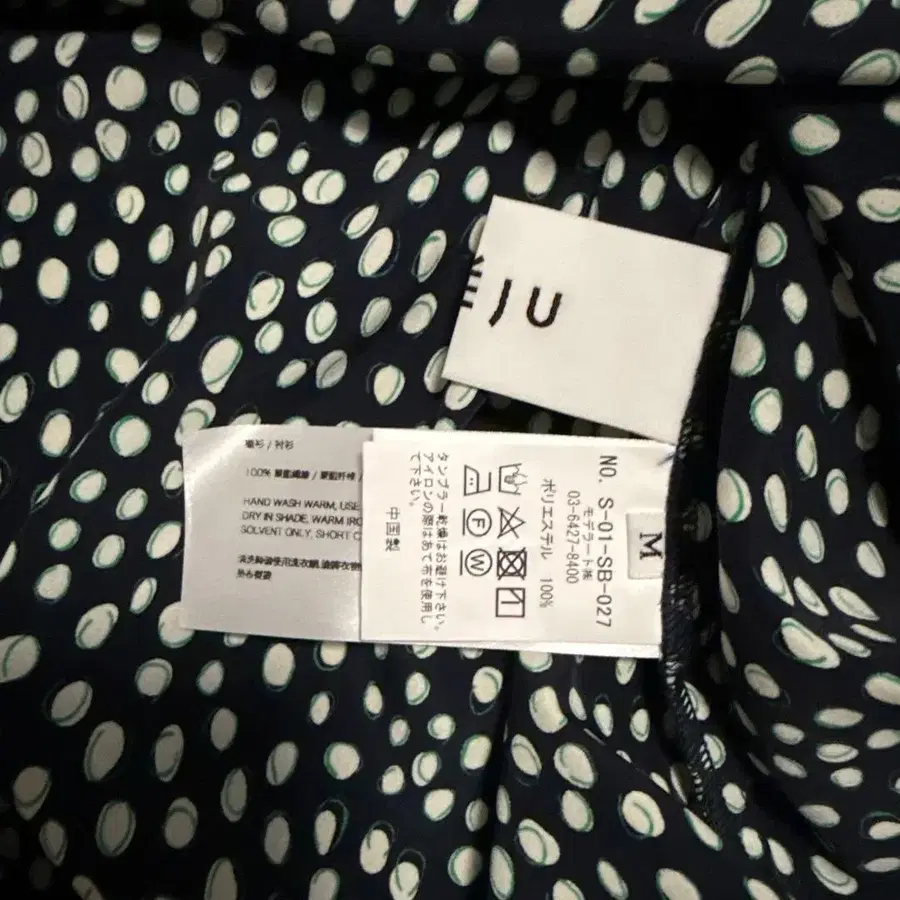 JU
M
NO. S-01-SB-027
モデラート㈱
03-6427-8400
ポリエステル 100%
F
W
タンブラー乾燥はお避け下さい。
アイロンの際はあて布を使用し
て下さい。
中国製
100%
HAND WASH WARM, USE
DRY IN SHADE, WARM IRO
SOLVENT ONLY, SHORT C